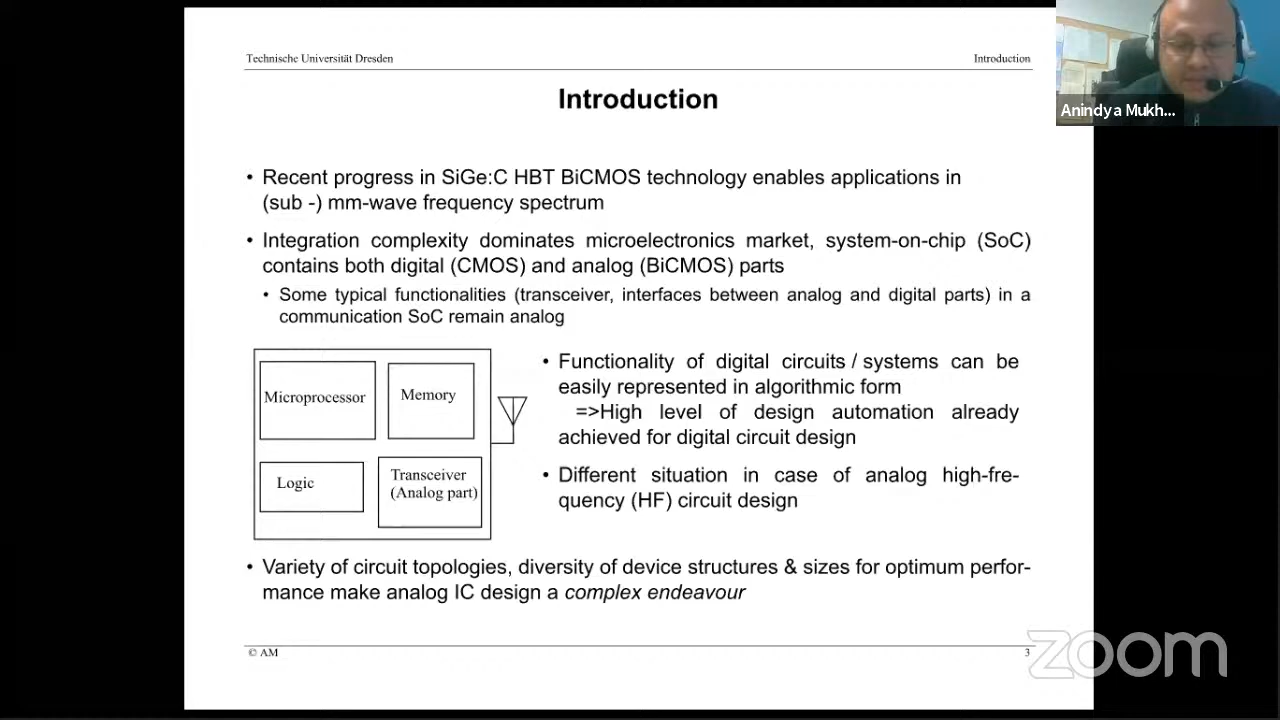 Technische Universität Dresden
Introduction
Introduction
Anindya Mukh...
• Recent progress in SiGe:C HBT BiCMOS technology enables applications in
(sub -) mm-wave frequency spectrum
• Integration complexity dominates microelectronics market, system-on-chip (SoC)
contains both digital (CMOS) and analog (BiCMOS) parts
• Some typical functionalities (transceiver, interfaces between analog and digital parts) in a
communication SoC remain analog
Microprocessor
Memory
Logic
Transceiver
(Analog part)
• Functionality of digital circuits / systems can be
easily represented in algorithmic form
=>High level of design automation already
achieved for digital circuit design
• Different situation in case of analog high-fre-
quency (HF) circuit design
• Variety of circuit topologies, diversity of device structures & sizes for optimum perfor-
mance make analog IC design a complex endeavour
© AM
3
zoom